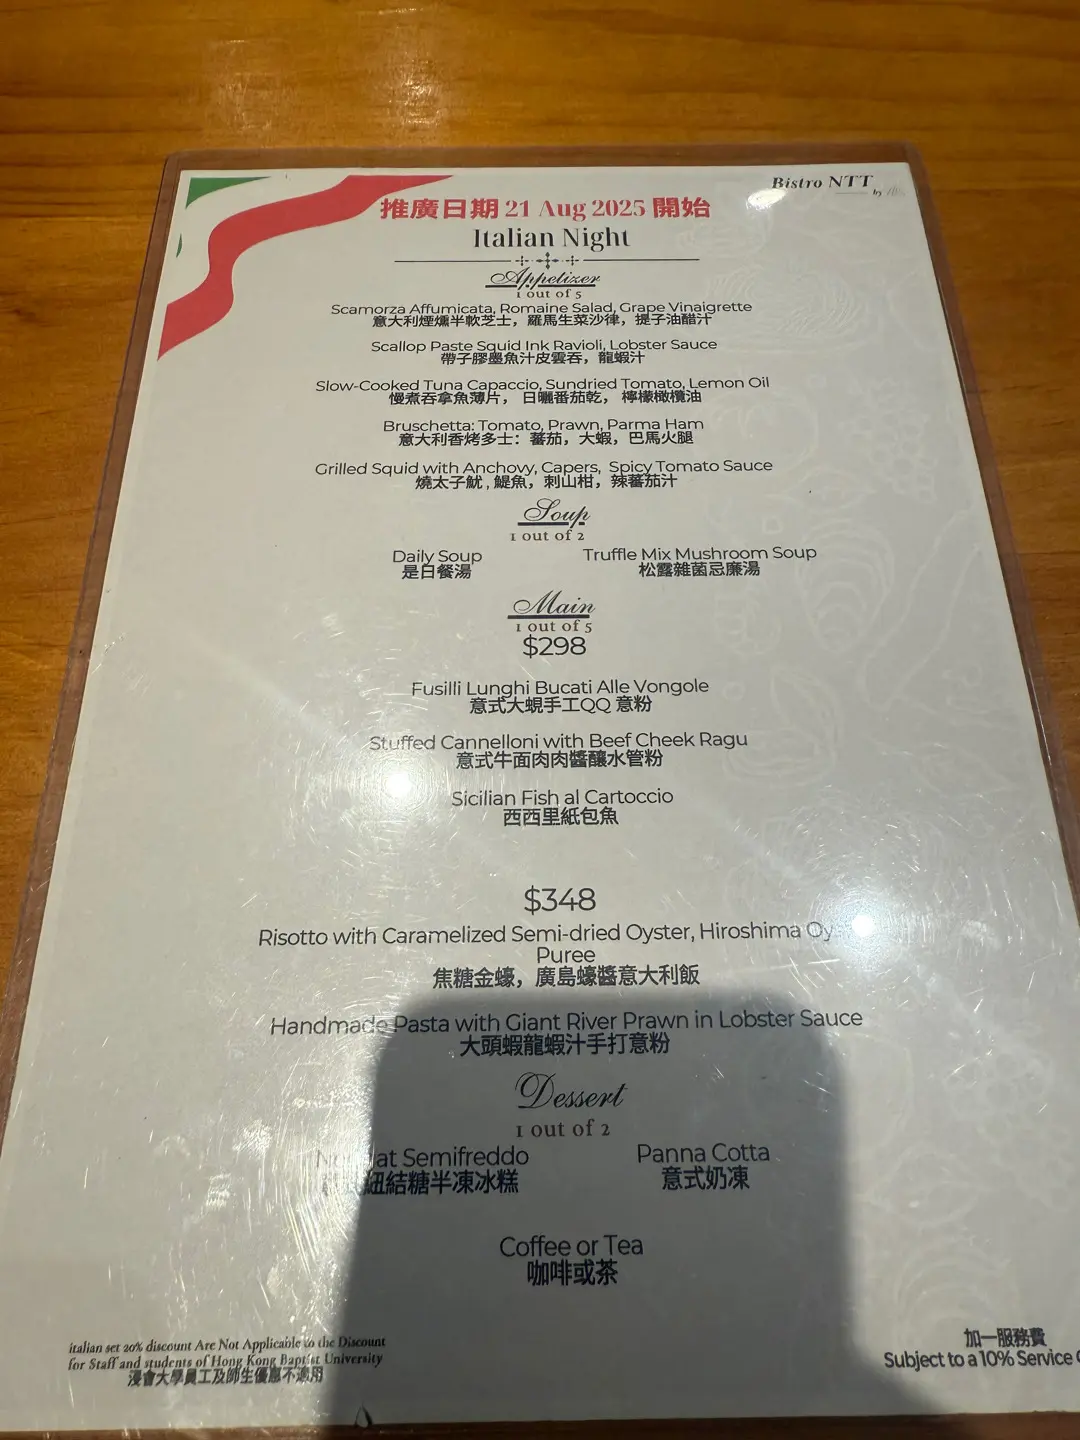 Bistro NTT
by
推廣日期 21 Aug 2025 開始
Italian Night
Appetizer
1 out of 5
Scamorza Affumicata, Romaine Salad, Grape Vinaigrette
意大利煙燻半軟芝士，羅馬生菜沙律，提子油醋汁
Scallop Paste Squid Ink Ravioli, Lobster Sauce
帶子膠墨魚汁皮雲吞，龍蝦汁
Slow-Cooked Tuna Capaccio, Sundried Tomato, Lemon Oil
慢煮吞拿魚薄片，日曬番茄乾，檸檬橄欖油
Bruschetta: Tomato, Prawn, Parma Ham
意大利香烤多士：蕃茄，大蝦，巴馬火腿
Grilled Squid with Anchovy, Capers, Spicy Tomato Sauce
燒太子魷，鯷魚，刺山柑，辣蕃茄汁
Soup
1 out of 2
Daily Soup Truffle Mix Mushroom Soup
是日餐湯 松露雜菌忌廉湯
Main
1 out of 5
$298
Fusilli Lunghi Bucati Alle Vongole
意式大蜆手工QQ 意粉
Stuffed Cannelloni with Beef Cheek Ragu
意式牛面肉肉醬釀水管粉
Sicilian Fish al Cartoccio
西西里紙包魚
$348
Risotto with Caramelized Semi-dried Oyster, Hiroshima
Puree
焦糖金蠔，廣島蠔醬意大利飯
Handmade Pasta with Giant River Prawn in Lobster Sauce
大頭蝦龍蝦汁手打意粉
Dessert
1 out of 2
Semifreddo Panna Cotta
紐結糖半凍冰糕 意式奶凍
Coffee or Tea
咖啡或茶
italian set 20% discount Are Not Applicable to the Discount
for Staff and students of Hong Kong Baptist University
浸會大學員工及師生優惠不適用
加一服務費
Subject to a 10% Service